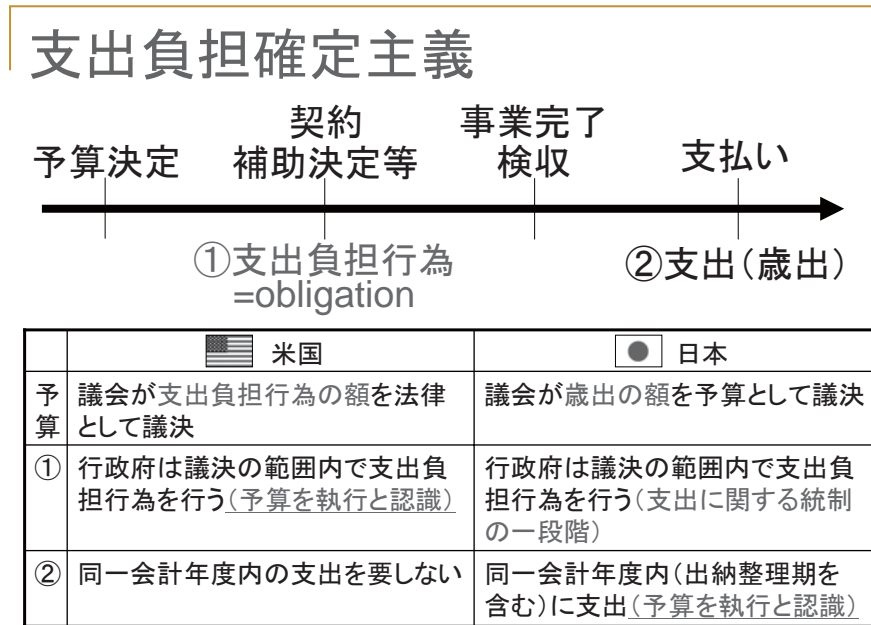 支出負担確定主義
契約
事業完了
予算決定
補助決定等
検収
支払い
①支出負担行為
=obligation
②支出(歳出)
米国
日本
予算
議会が支出負担行為の額を法律
として議決
議会が歳出の額を予算として議決
①
行政府は議決の範囲内で支出負
担行為を行う(予算を執行と認識)
行政府は議決の範囲内で支出負
担行為を行う(支出に関する統制
の一段階)
②
同一会計年度内の支出を要しない
同一会計年度内(出納整理期を
含む)に支出(予算を執行と認識)